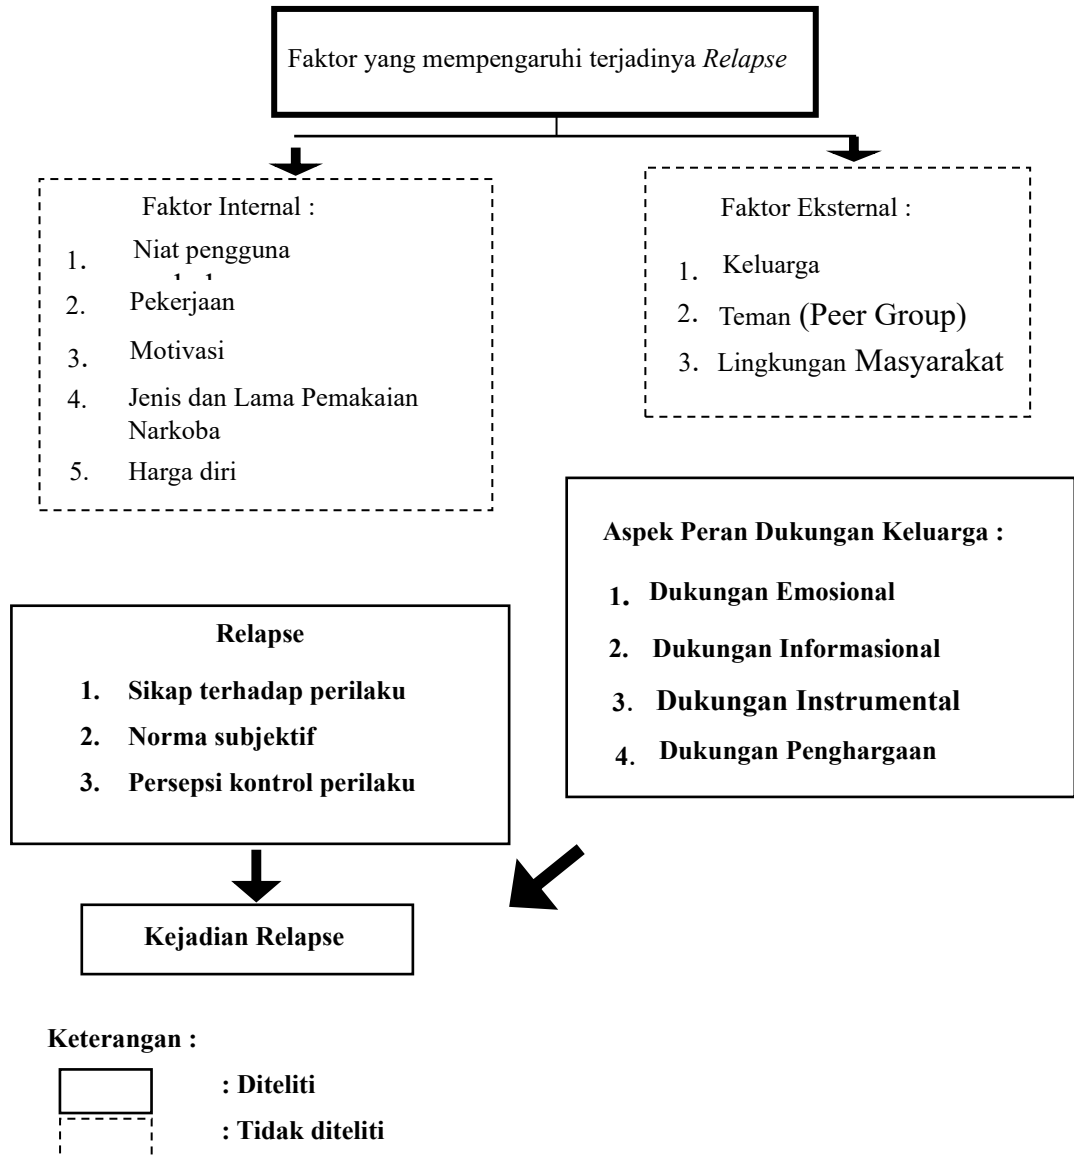 Faktor yang mempengaruhi terjadinya Relapse
Faktor Internal :
1. Niat pengguna
2. Pekerjaan
3. Motivasi
4. Jenis dan Lama Pemakaian
Narkoba
5. Harga diri
Faktor Eksternal :
1. Keluarga
2. Teman (Peer Group)
3. Lingkungan Masyarakat
Aspek Peran Dukungan Keluarga :
1. Dukungan Emosional
2. Dukungan Informasional
3. Dukungan Instrumental
4. Dukungan Penghargaan
Relapse
1. Sikap terhadap perilaku
2. Norma subjektif
3. Persepsi kontrol perilaku
Kejadian Relapse
Keterangan :
: Diteliti
: Tidak diteliti